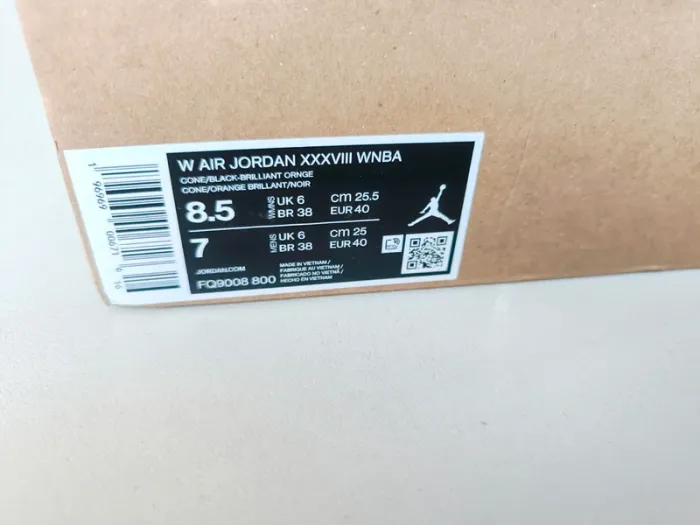 W AIR JORDAN XXXVIII WNBA
CONE/BLACK-BRILLIANT ORNGE
CONE/ORANGE BRILLANT/NOIR
8.5 WMNS UK 6 CM 25.5
BR 38 EUR 40
7 MENS UK 6 CM 25
BR 38 EUR 40
JORDAN.COM
MADE IN VIETNAM/
FABRIQUE AU VIETNAM/
FABRICADO NO VIETNÃ/
HECHO EN VIETNAM
FQ9008 800